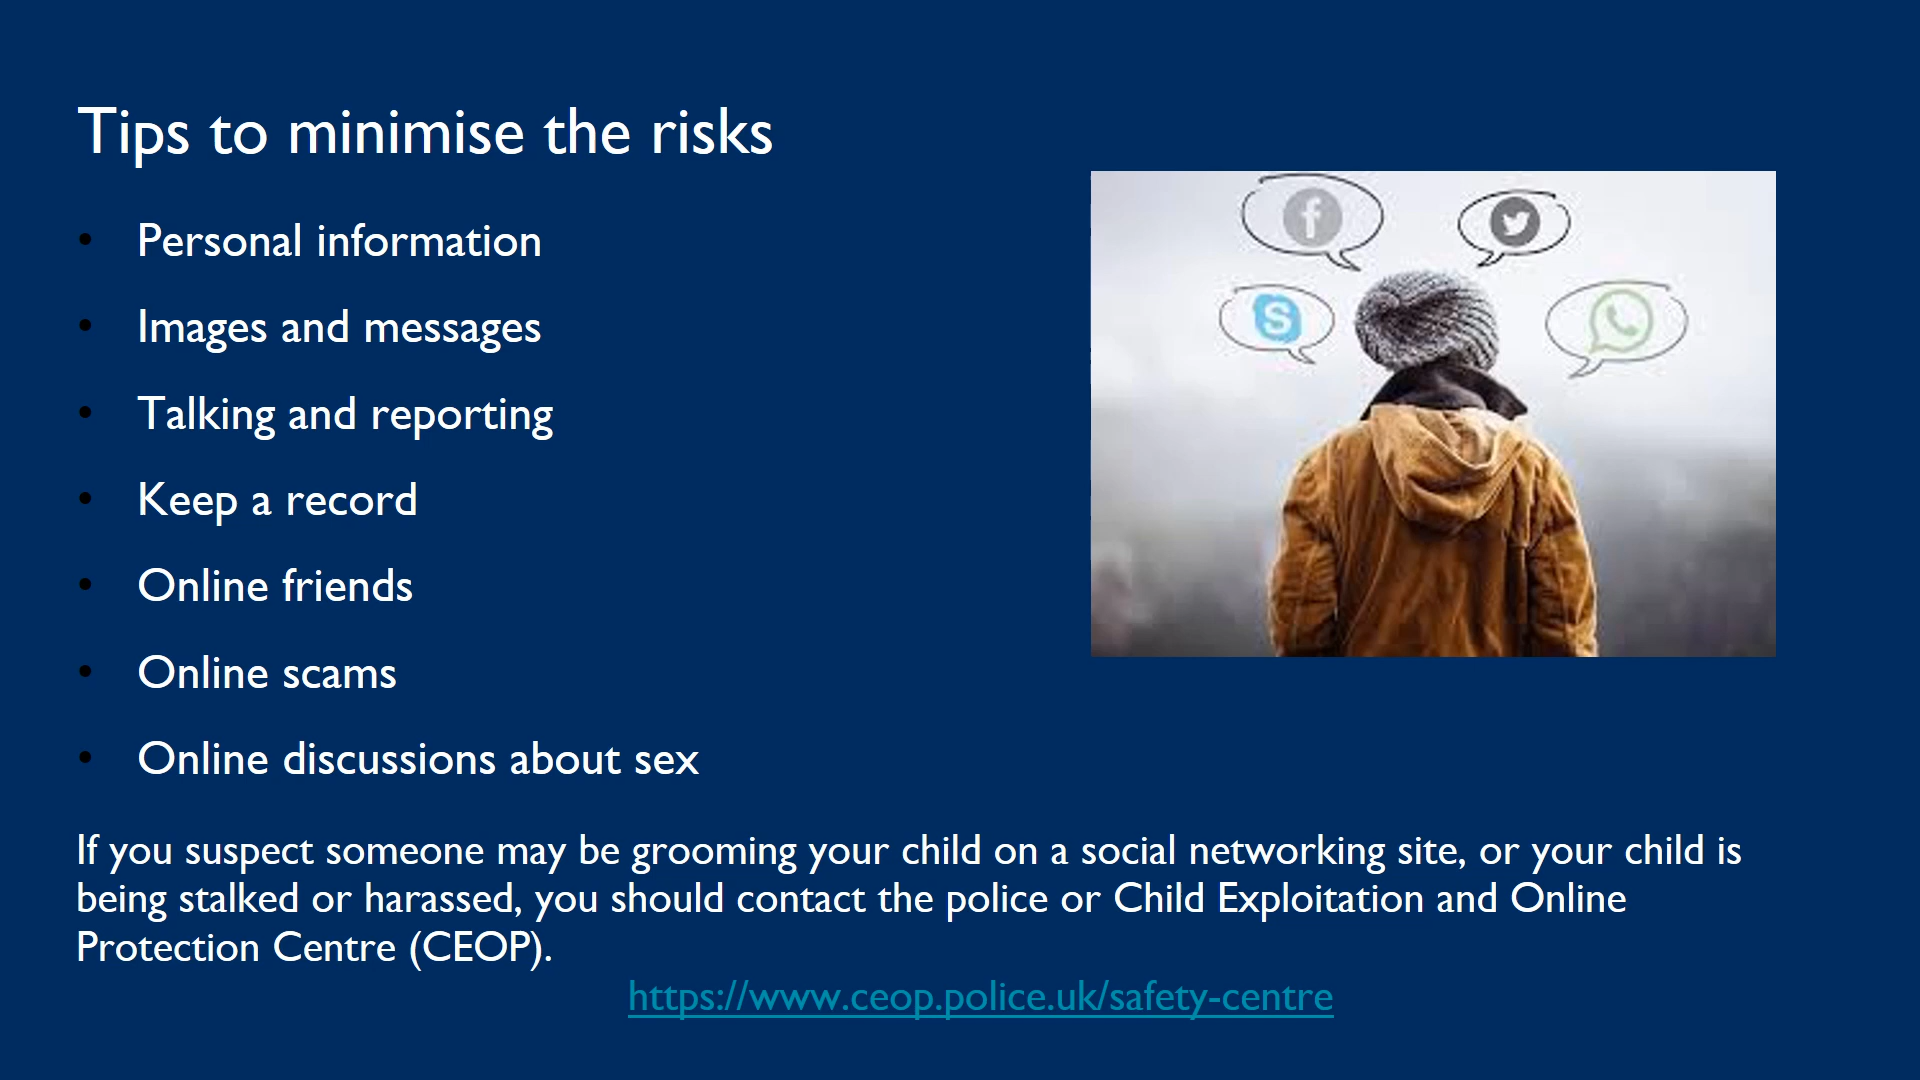 Tips to minimise the risks
• Personal information
• Images and messages
• Talking and reporting
• Keep a record
• Online friends
• Online scams
• Online discussions about sex
If you suspect someone may be grooming your child on a social networking site, or your child is
being stalked or harassed, you should contact the police or Child Exploitation and Online
Protection Centre (CEOP).
https://www.ceop.police.uk/safety-centre